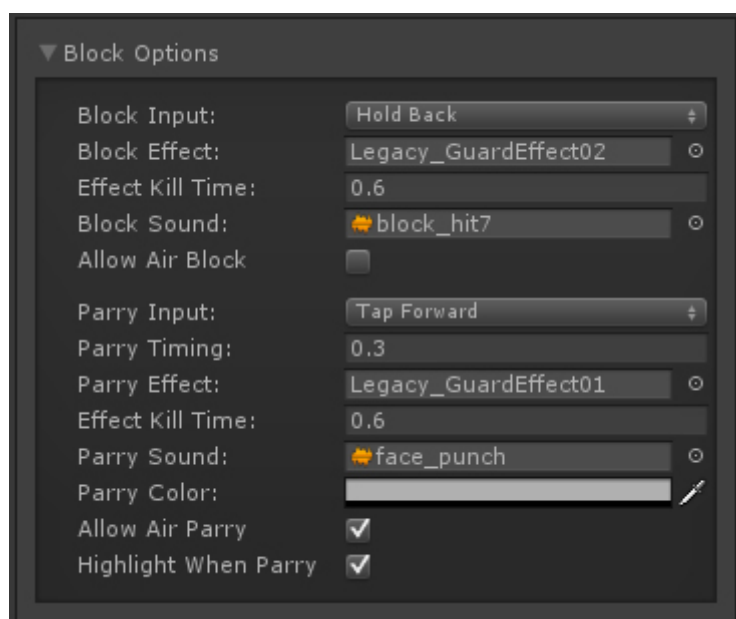 Block Options
Block Input: Hold Back
Block Effect: Legacy_GuardEffect02
Effect Kill Time: 0.6
Block Sound: block_hit7
Allow Air Block
Parry Input: Tap Forward
Parry Timing: 0.3
Parry Effect: Legacy_GuardEffect01
Effect Kill Time: 0.6
Parry Sound: face_punch
Parry Color:
Allow Air Parry
Highlight When Parry